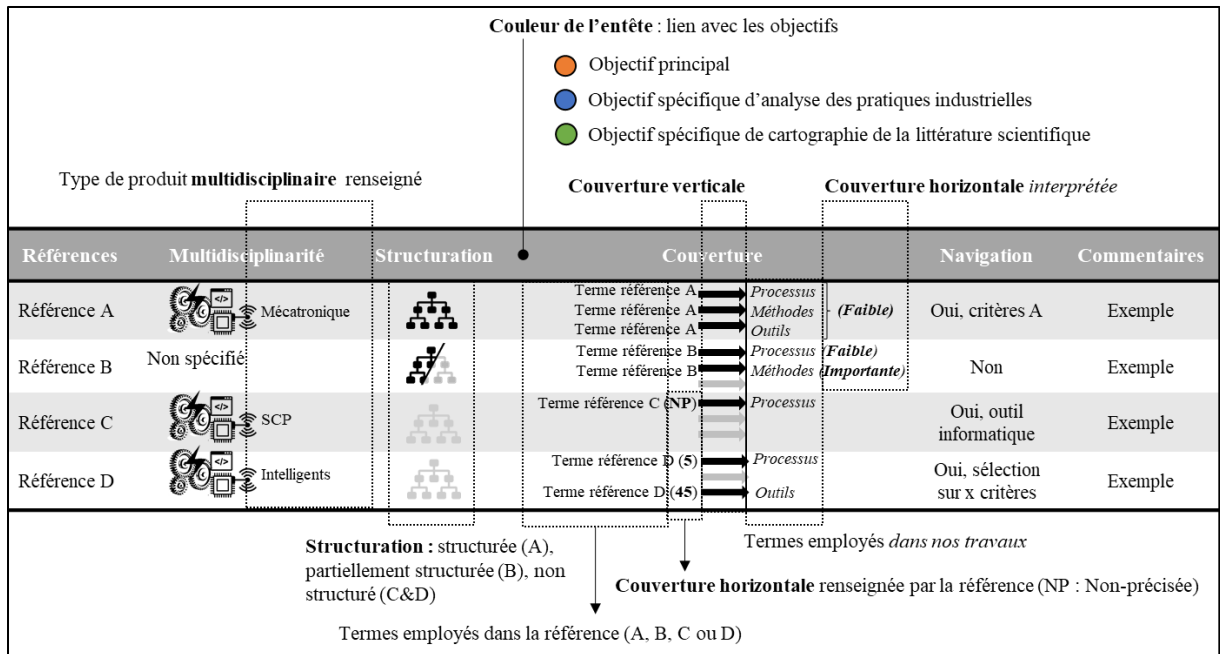 Couleur de l’entête : lien avec les objectifs
Objectif principal
Objectif spécifique d’analyse des pratiques industrielles
Objectif spécifique de cartographie de la littérature scientifique
Type de produit multidisciplinaire renseigné
Couverture verticale
Couverture horizontale interprétée
Références Multidisciplinarité Structuration Couverture Navigation Commentaires
Référence A
</>
Mécatronique
Terme référence A Processus
Terme référence A Méthodes
Terme référence A Outils
(Faible)
Oui, critères A
Exemple
Référence B
Non spécifié
Terme référence B Processus (Faible)
Terme référence B Méthodes (Importante)
Non
Exemple
Référence C
</>
SCP
Terme référence C (NP) Processus
Oui, outil
informatique
Exemple
Référence D
</>
Intelligents
Terme référence D (5) Processus
Terme référence D (45) Outils
Oui, sélection
sur x critères
Exemple
Structuration : structurée (A),
partiellement structurée (B), non
structuré (C&D)
Termes employés dans nos travaux
Couverture horizontale renseignée par la référence (NP : Non-précisée)
Termes employés dans la référence (A, B, C ou D)